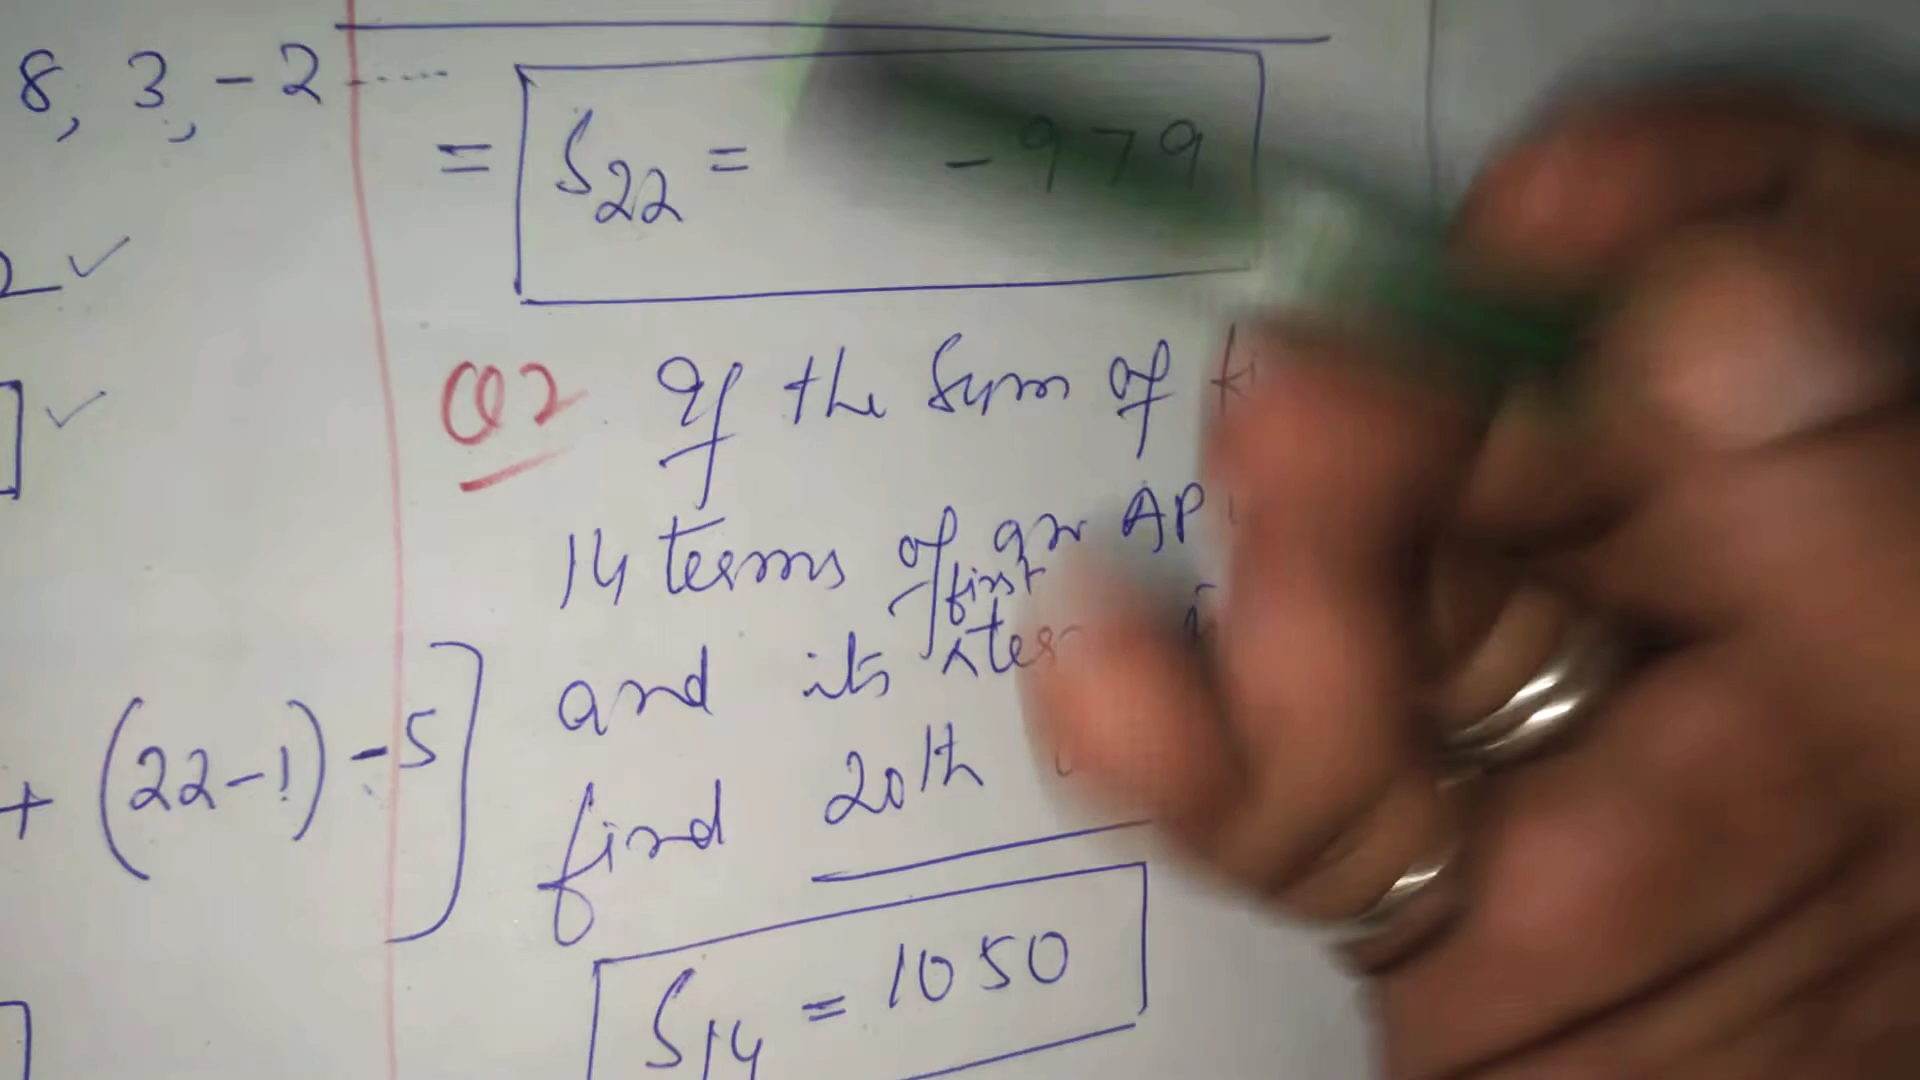 8, 3, -2 .....
= S22 = -979
Q2 If the Sum of
14 terms of an AP
first
and its
+ (22-1) -5]
find 20th
S14 = 1050